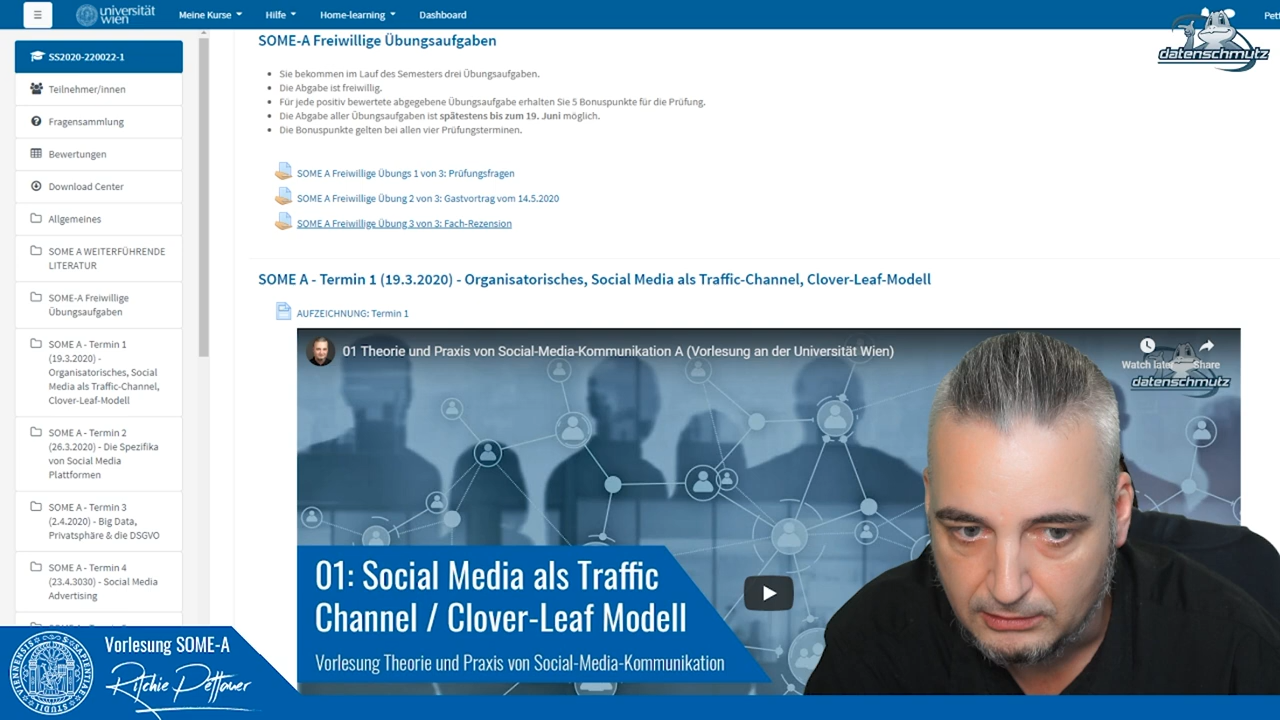 universität
wien
Meine Kurse
Hilfe
Home-learning
Dashboard
datenschmutz
SS2020-220022-1
Teilnehmer/innen
Fragensammlung
Bewertungen
Download Center
Allgemeines
SOME A WEITERFÜHRENDE
LITERATUR
SOME-A Freiwillige
Übungsaufgaben
SOME A - Termin 1
(19.3.2020) -
Organisatorisches, Social
Media als Traffic-Channel,
Clover-Leaf-Modell
SOME A - Termin 2
(26.3.2020) - Die Spezifika
von Social Media
Plattformen
SOME A - Termin 3
(2.4.2020) - Big Data,
Privatsphäre & die DSGVO
SOME A - Termin 4
(23.4.3030) - Social Media
Advertising
SOME-A Freiwillige Übungsaufgaben
Sie bekommen im Lauf des Semesters drei Übungsaufgaben.
Die Abgabe ist freiwillig.
Für jede positiv bewertete abgegebene Übungsaufgabe erhalten Sie 5 Bonuspunkte für die Prüfung.
Die Abgabe aller Übungsaufgaben ist spätestens bis zum 19. Juni möglich.
Die Bonuspunkte gelten bei allen vier Prüfungsterminen.
SOME A Freiwillige Übungs 1 von 3: Prüfungsfragen
SOME A Freiwillige Übung 2 von 3: Gastvortrag vom 14.5.2020
SOME A Freiwillige Übung 3 von 3: Fach-Rezension
SOME A - Termin 1 (19.3.2020) - Organisatorisches, Social Media als Traffic-Channel, Clover-Leaf-Modell
AUFZEICHNUNG: Termin 1
01 Theorie und Praxis von Social-Media-Kommunikation A (Vorlesung an der Universität Wien)
Watch late Share
datenschmutz
01: Social Media als Traffic
Channel / Clover-Leaf Modell
Vorlesung Theorie und Praxis von Social-Media-Kommunikation
Vorlesung SOME-A
Ritchie Pettauer